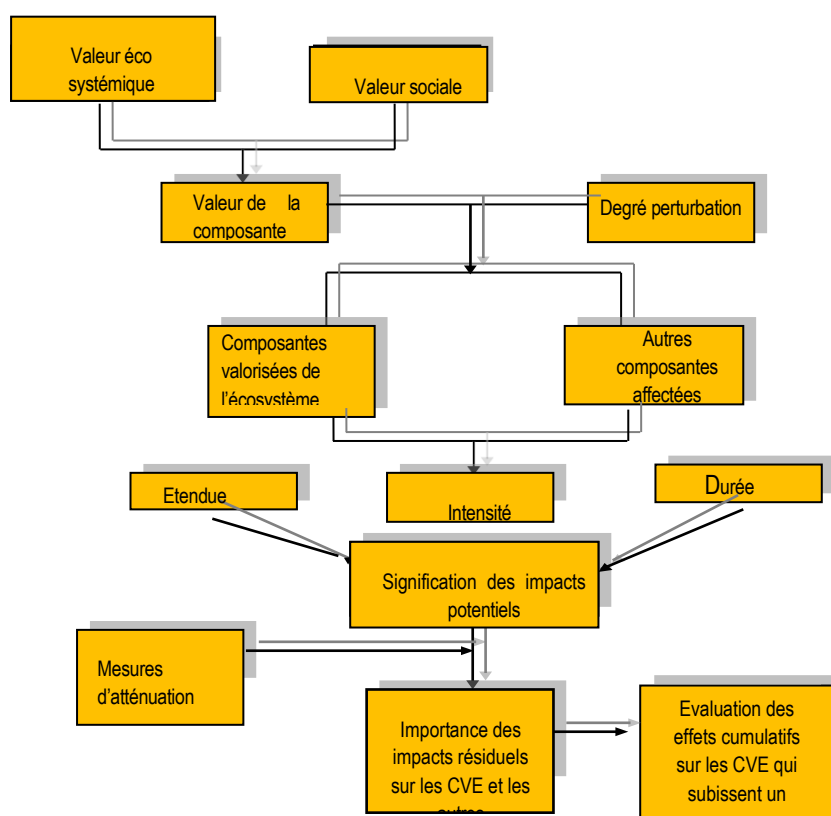 Valeur éco
systémique
Valeur sociale
Valeur de la
composante
Degré perturbation
Composantes
valorisées de
l'écosystème
Autres
composantes
affectées
Etendue
Intensité
Durée
Signification des impacts
potentiels
Mesures
d'atténuation
Importance des
impacts résiduels
sur les CVE et les
autres
Evaluation des
effets cumulatifs
sur les CVE qui
subissent un